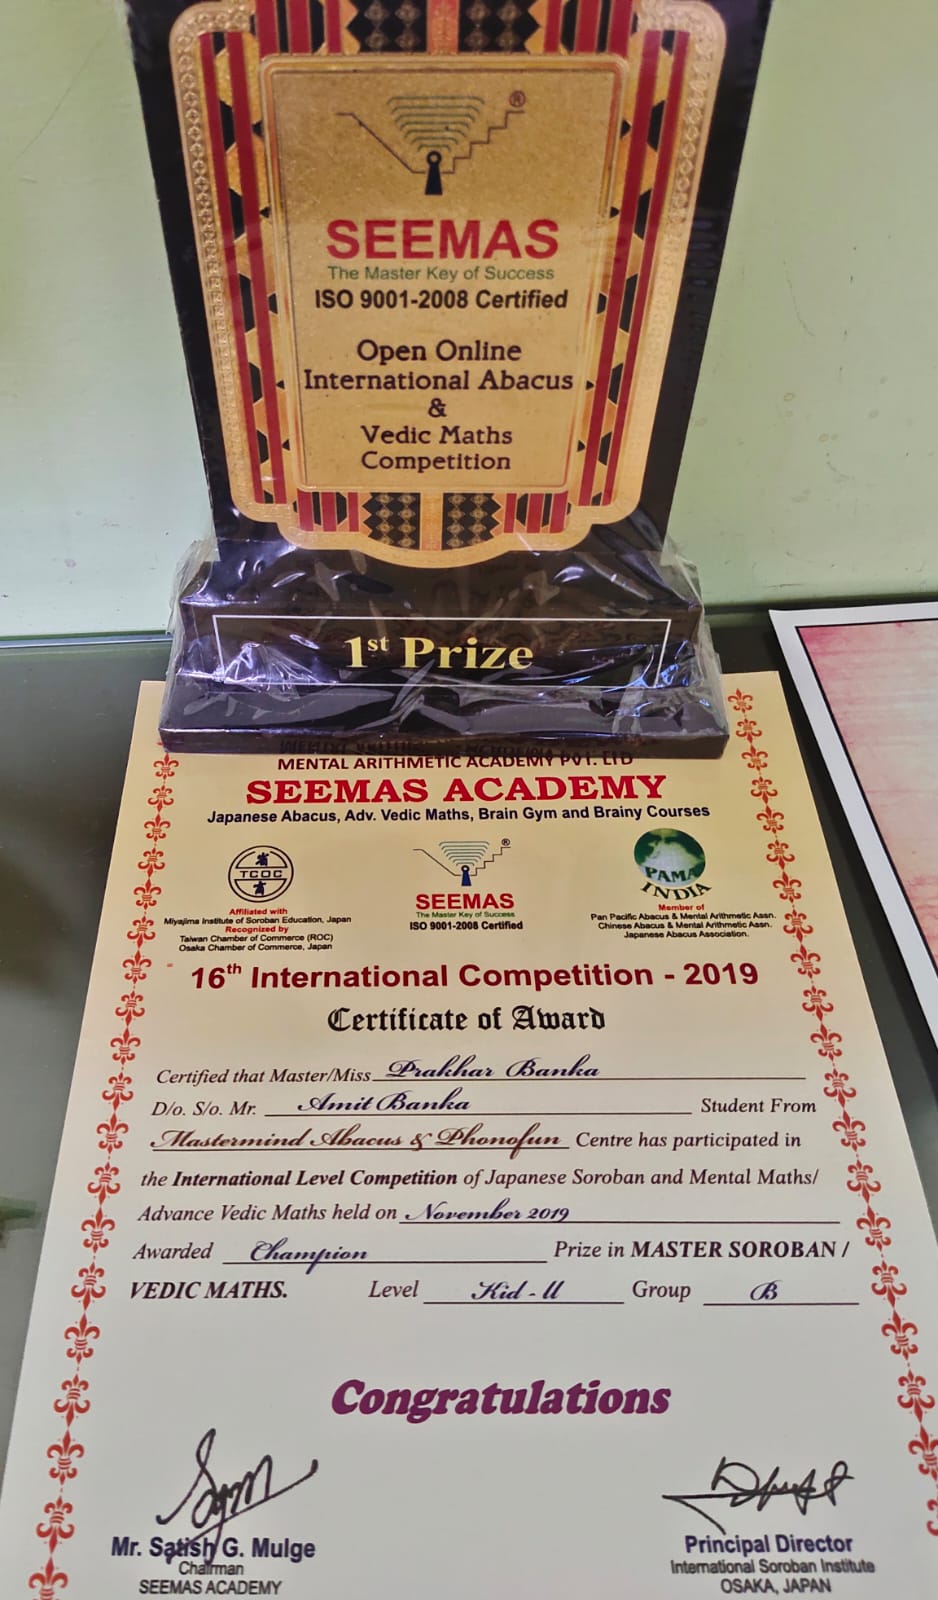 ®
SEEMAS
The Master Key of Success
ISO 9001-2008 Certified
Open Online
International Abacus
&
Vedic Maths
Competition
1st Prize
MENTAL ARITHMETIC ACADEMY PVT. LTD
SEEMAS ACADEMY
Japanese Abacus, Adv. Vedic Maths, Brain Gym and Brainy Courses
TCOC
Affiliated with
Miyajima Institute of Soroban Education, Japan
Recognized by
Taiwan Chamber of Commerce (ROC)
Osaka Chamber of Commerce, Japan
®
SEEMAS
The Master Key of Success
ISO 9001-2008 Certified
PAMA
INDIA
Member of
Pan Pacific Abacus & Mental Arithmetic Assn.
Chinese Abacus & Mental Arithmetic Assn.
Japanese Abacus Association.
16th International Competition - 2019
Certificate of Award
Certified that Master/Miss Prakhar Banka
D/o. S/o. Mr. Amit Banka Student From
Mastermind Abacus & Phonofun Centre has participated in
the International Level Competition of Japanese Soroban and Mental Maths/
Advance Vedic Maths held on November 2019
Awarded Champion Prize in MASTER SOROBAN /
VEDIC MATHS. Level Kid - II Group B
Congratulations
Mr. Satish G. Mulge
Chairman
SEEMAS ACADEMY
Principal Director
International Soroban Institute
OSAKA, JAPAN